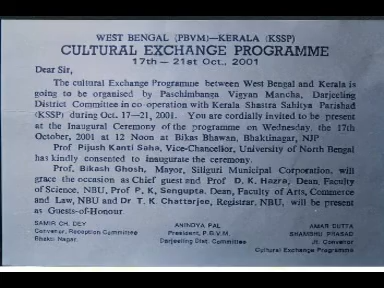 WEST BENGAL (PBVM)—KERALA (KSSP)
CULTURAL EXCHANGE PROGRAMME
17th — 21st Oct., 2001
Dear Sir,
The cultural Exchange Programme between West Bengal and Kerala is
going to be organised by Paschimbanga Vigyan Mancha, Darjeeling
District Committee in co-operation with Kerala Shastra Sahitya Parishad
(KSSP) during Oct. 17—21, 2001. You are cordially invited to be present
at the Inaugural Ceremony of the programme on Wednesday, the 17th
October, 2001 at 12 Noon at Bikas Bhawan, Bhaktinagar, NJP
Prof Pijush Kanti Saha, Vice-Chancellor, University of North Bengal
has kindly consented to inaugurate the ceremony.
Prof, Bikash Ghosh, Mayor, Siliguri Municipal Corporation, will
grace the occasion as Chief guest and Prof D, K. Hazra, Dean, Faculty
of Science, NBU, Prof P, K, Sengupta, Dean, Faculty of Arts, Commerce
and Law, NBU and Dr T. K. Chatterjee, Registrar, NBU, will be present
as Guests-of-Honour
SAMIR CH. DEY
Convenor, Reception Committee
Bhakti Nagar.
ANINDYA PAL
President, P.B.V.M.
Darjeeling Dist. Committee
AMAR DUTTA
SHAMBHU PRASAD
Jt. Convenor
Cultural Exchange Programme